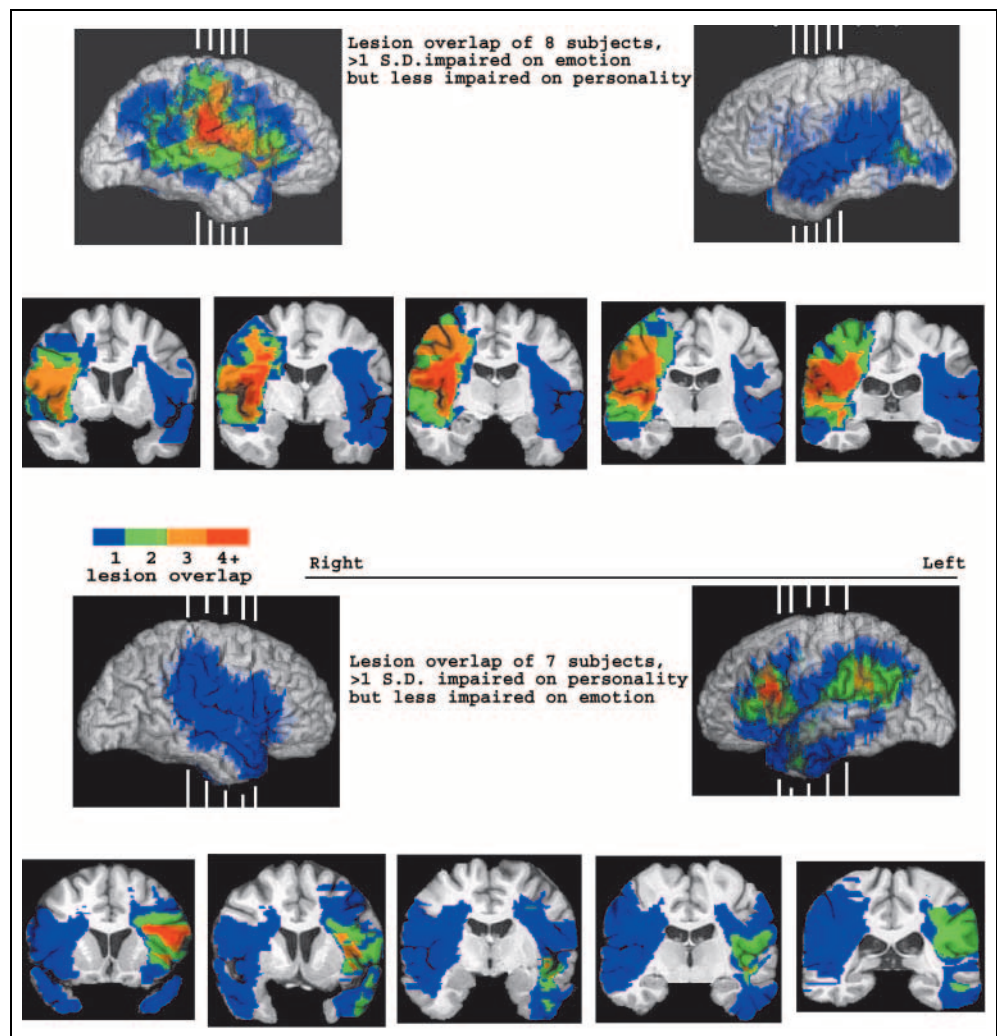 Lesion overlap of 8 subjects,
>1 S.D.impaired on emotion
but less impaired on personality
1 2 3 4+
lesion overlap
Right Left
Lesion overlap of 7 subjects,
>1 S.D. impaired on personality
but less impaired on emotion